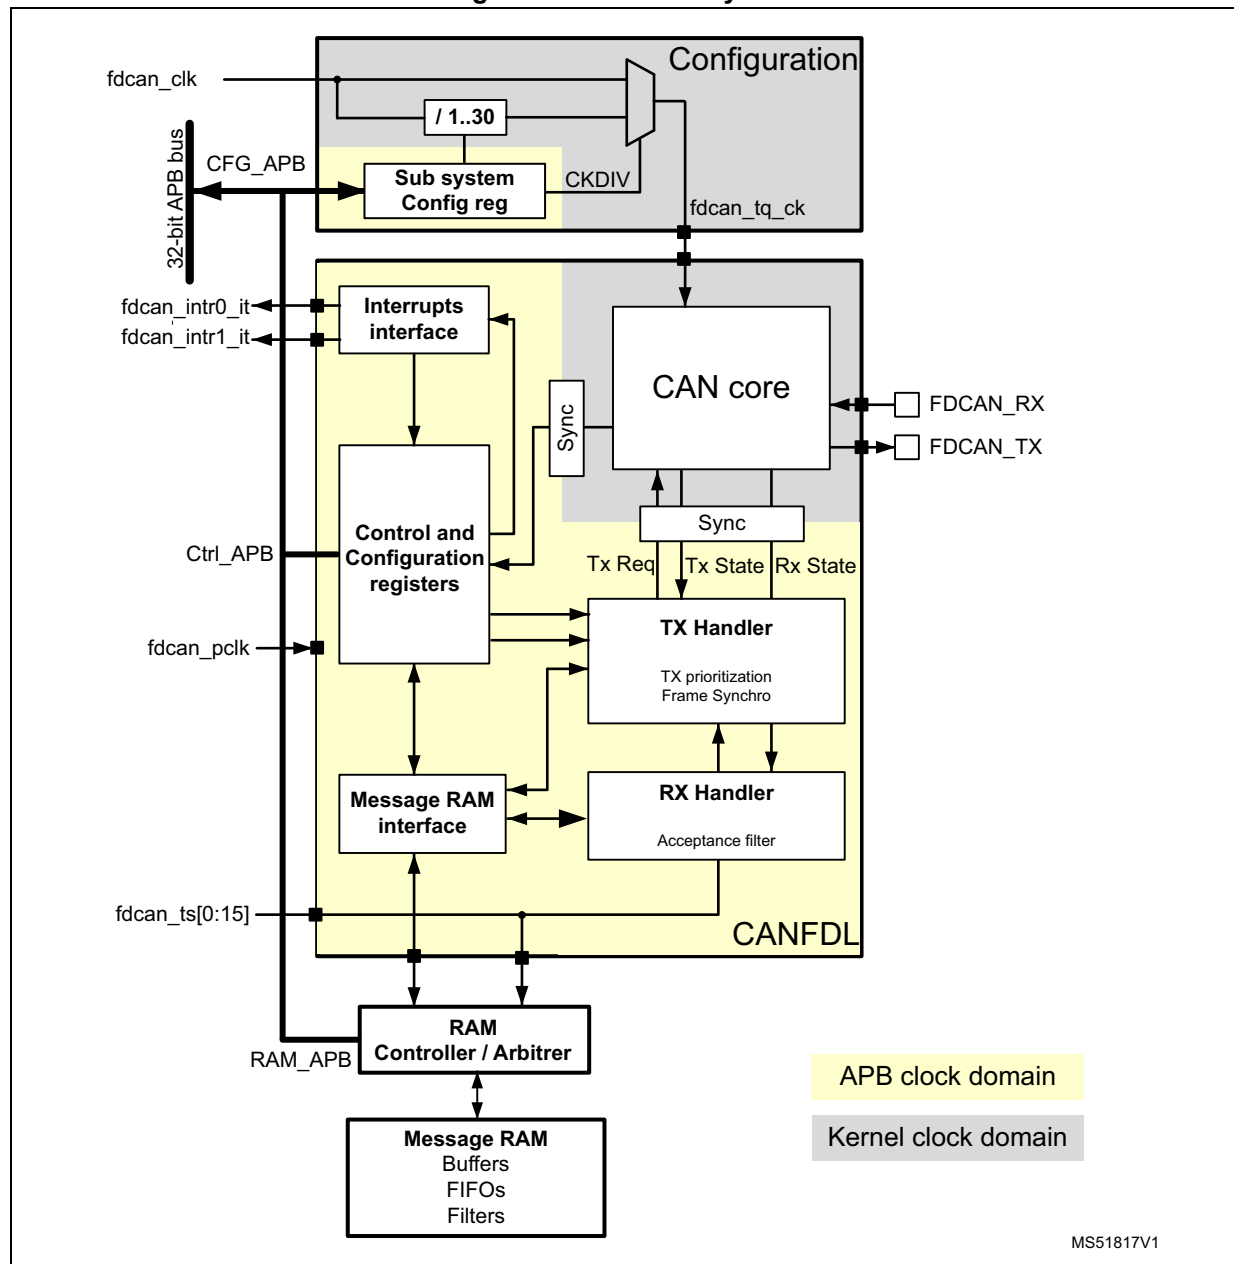 Configuration
fdcan_clk
/ 1..30
32-bit APB bus
CFG_APB
Sub system
Config reg
CKDIV
fdcan_tq_ck
fdcan_intr0_it
fdcan_intr1_it
Interrupts
interface
CAN core
Sync
FDCAN_RX
FDCAN_TX
Sync
Control and
Configuration
registers
Ctrl_APB
Tx Req
Tx State
Rx State
TX Handler
TX prioritization
Frame Synchro
fdcan_pclk
Message RAM
interface
RX Handler
Acceptance filter
fdcan_ts[0:15]
CANFDL
RAM
Controller / Arbitrer
RAM_APB
APB clock domain
Kernel clock domain
Message RAM
Buffers
FIFOs
Filters
MS51817V1